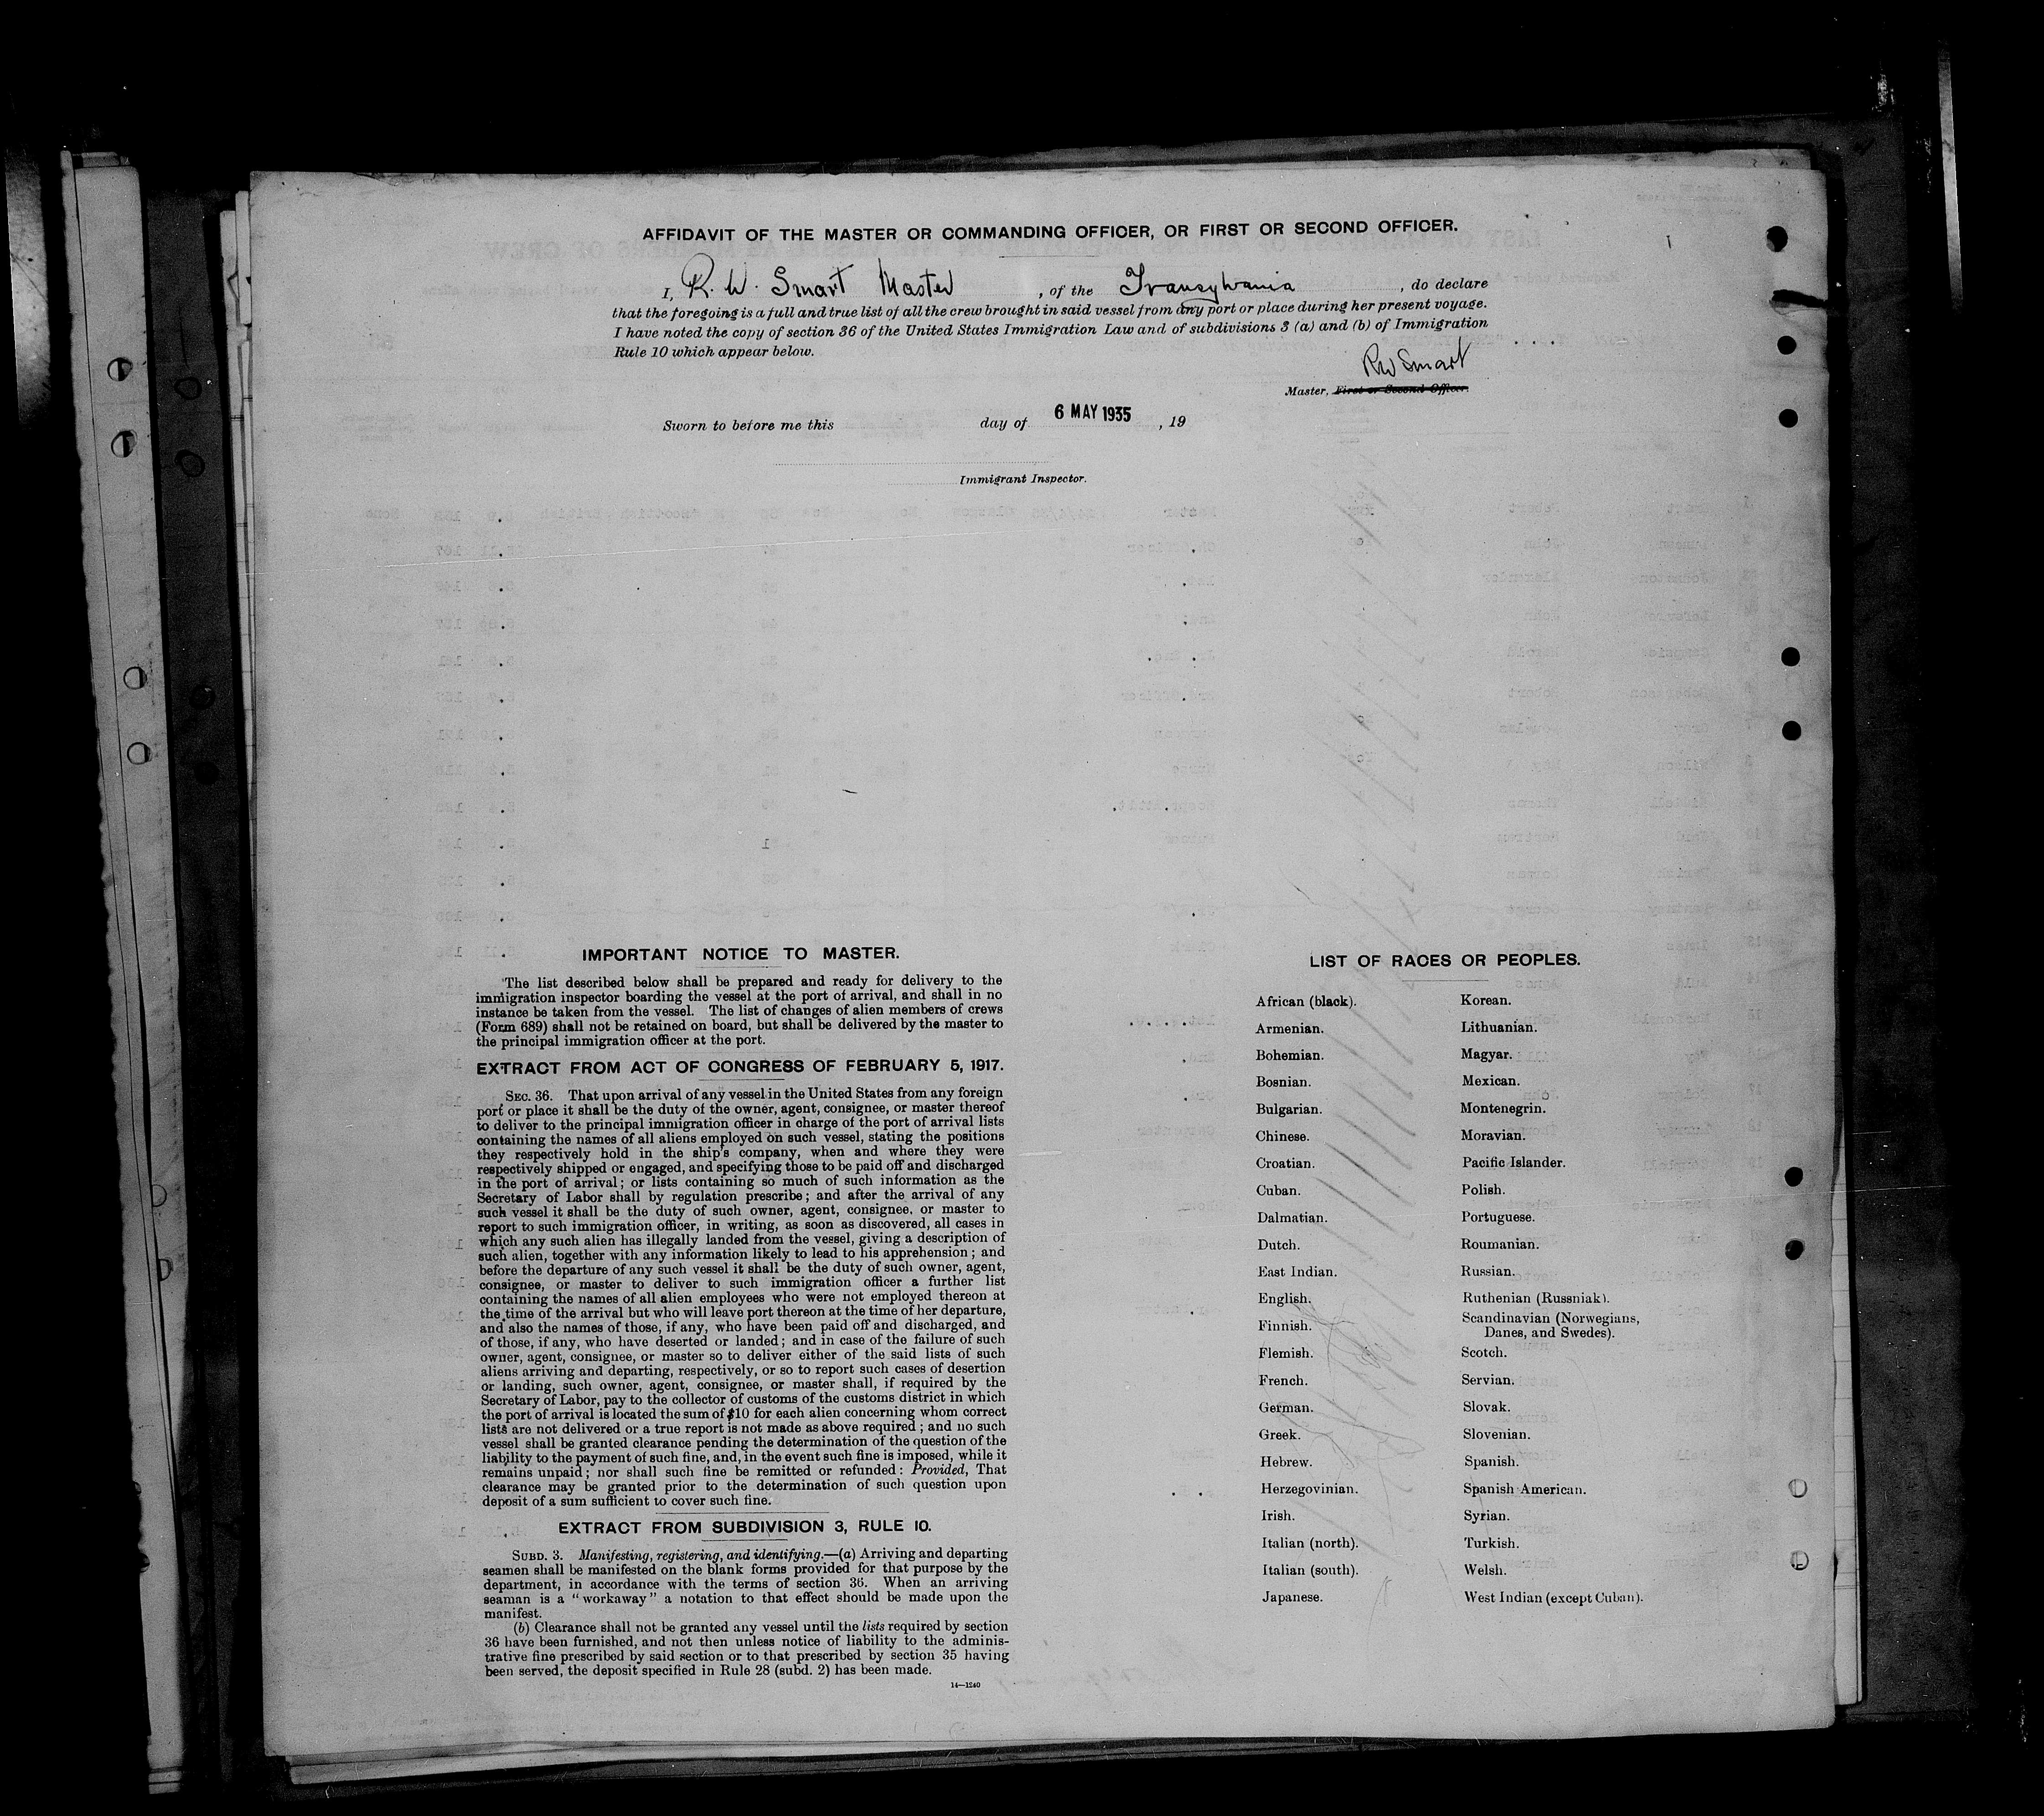 AFFIDAVIT OF THE MASTER OR COMMANDING OFFICER, OR FIRST OR SECOND OFFICER.
I, R. W. Smart Master, of the Transylvania, do declare
that the foregoing is a full and true list of all the crew brought in said vessel from any port or place during her present voyage.
I have noted the copy of section 36 of the United States Immigration Law and of subdivisions 3 (a) and (b) of Immigration
Rule 10 which appear below.
RW Smart
Master, First or Second Officer.
Sworn to before me this day of 6 MAY 1935, 19
Immigrant Inspector.
IMPORTANT NOTICE TO MASTER.
The list described below shall be prepared and ready for delivery to the
immigration inspector boarding the vessel at the port of arrival, and shall in no
instance be taken from the vessel. The list of changes of alien members of crews
(Form 689) shall not be retained on board, but shall be delivered by the master to
the principal immigration officer at the port.
EXTRACT FROM ACT OF CONGRESS OF FEBRUARY 5, 1917.
SEC. 36. That upon arrival of any vessel in the United States from any foreign
port or place it shall be the duty of the owner, agent, consignee, or master thereof
to deliver to the principal immigration officer in charge of the port of arrival lists
containing the names of all aliens employed on such vessel, stating the positions
they respectively hold in the ship's company, when and where they were
respectively shipped or engaged, and specifying those to be paid off and discharged
in the port of arrival; or lists containing so much of such information as the
Secretary of Labor shall by regulation prescribe; and after the arrival of any
such vessel it shall be the duty of such owner, agent, consignee, or master to
report to such immigration officer, in writing, as soon as discovered, all cases in
which any such alien has illegally landed from the vessel, giving a description of
such alien, together with any information likely to lead to his apprehension; and
before the departure of any such vessel it shall be the duty of such owner, agent,
consignee, or master to deliver to such immigration officer a further list
containing the names of all alien employees who were not employed thereon at
the time of the arrival but who will leave port thereon at the time of her departure,
and also the names of those, if any, who have been paid off and discharged, and
of those, if any, who have deserted or landed; and in case of the failure of such
owner, agent, consignee, or master so to deliver either of the said lists of such
aliens arriving and departing, respectively, or so to report such cases of desertion
or landing, such owner, agent, consignee, or master shall, if required by the
Secretary of Labor, pay to the collector of customs of the customs district in which
the port of arrival is located the sum of $10 for each alien concerning whom correct
lists are not delivered or a true report is not made as above required; and no such
vessel shall be granted clearance pending the determination of the question of the
liability to the payment of such fine, and, in the event such fine is imposed, while it
remains unpaid; nor shall such fine be remitted or refunded: Provided, That
clearance may be granted prior to the determination of such question upon
deposit of a sum sufficient to cover such fine.
EXTRACT FROM SUBDIVISION 3, RULE 10.
SUBD. 3. Manifesting, registering, and identifying.—(a) Arriving and departing
seamen shall be manifested on the blank forms provided for that purpose by the
department, in accordance with the terms of section 36. When an arriving
seaman is a "workaway" a notation to that effect should be made upon the
manifest.
(b) Clearance shall not be granted any vessel until the lists required by section
36 have been furnished, and not then unless notice of liability to the adminis-
trative fine prescribed by said section or to that prescribed by section 35 having
been served, the deposit specified in Rule 28 (subd. 2) has been made.
14—1240
LIST OF RACES OR PEOPLES.
African (black).
Armenian.
Bohemian.
Bosnian.
Bulgarian.
Chinese.
Croatian.
Cuban.
Dalmatian.
Dutch.
East Indian.
English.
Finnish.
Flemish.
French.
German.
Greek.
Hebrew.
Herzegovinian.
Irish.
Italian (north).
Italian (south).
Japanese.
Korean.
Lithuanian.
Magyar.
Mexican.
Montenegrin.
Moravian.
Pacific Islander.
Polish.
Portuguese.
Roumanian.
Russian.
Ruthenian (Russniak).
Scandinavian (Norwegians,
Danes, and Swedes).
Scotch.
Servian.
Slovak.
Slovenian.
Spanish.
Spanish American.
Syrian.
Turkish.
Welsh.
West Indian (except Cuban).